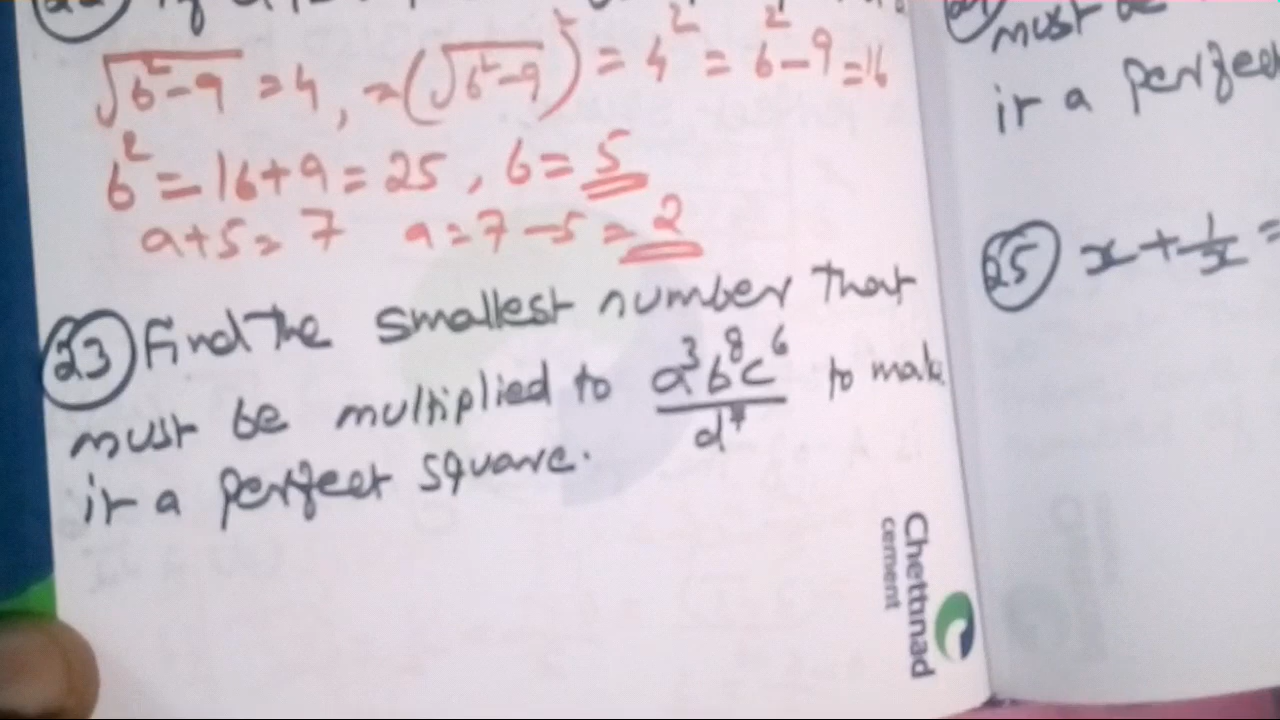 √b²-9 = 4, = (√b²-9)² = 4² = b²-9 = 16
b² = 16+9 = 25, b = 5
a+5 = 7 a = 7-5 = 2
23 Find the smallest number that
must be multiplied to a³b⁸c⁶/d⁷ to make
it a perfect square.
Chettinad
cement
must be
it a perfec
25 x + 1/x =